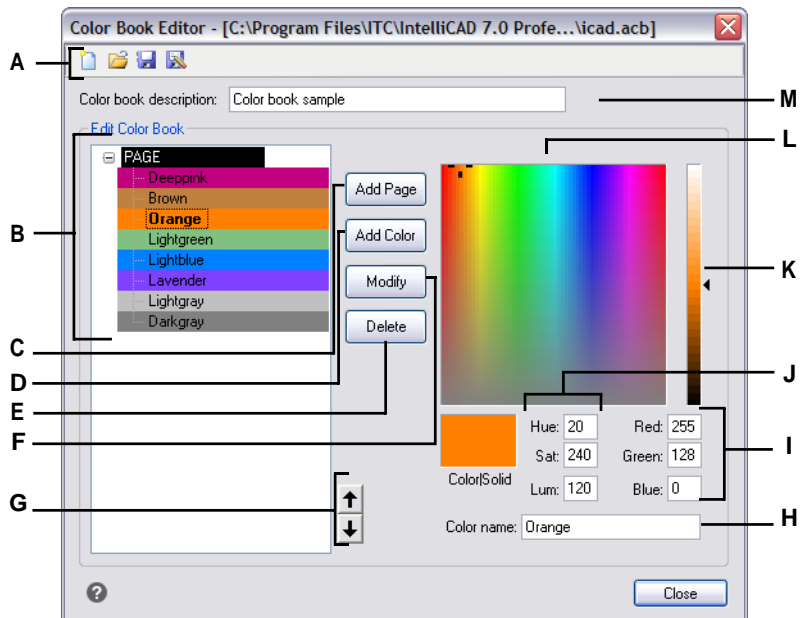 Color Book Editor - [C:\Program Files\ITC\IntelliCAD 7.0 Profe...\icad.acb]
A
Color book description: Color book sample
M
Edit Color Book
L
PAGE
Deeppink
Brown
Orange
Lightgreen
Lightblue
Lavender
Lightgray
Darkgray
B
Add Page
Add Color
Modify
Delete
K
C
D
E
F
J
Hue: 20
Red: 255
Sat: 240
Green: 128
I
Color|Solid
Lum: 120
Blue: 0
G
Color name: Orange
H
?
Close